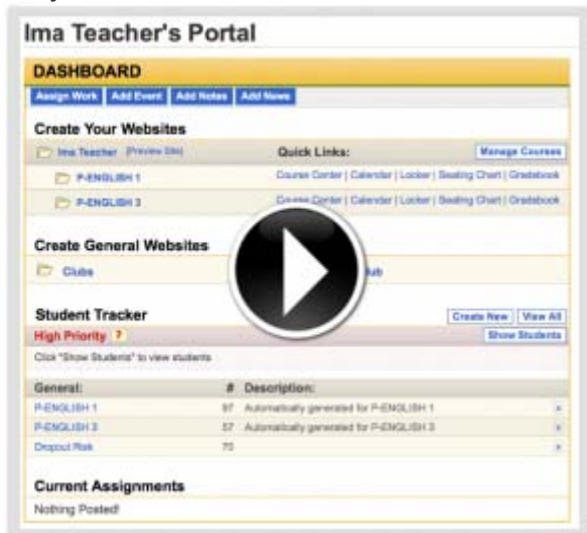 Ima Teacher's Portal
DASHBOARD
Assign Work Add Event Add Notes Add News
Create Your Websites
Ima Teacher [Preview Site] Quick Links: Manage Courses
P-ENGLISH 1 Course Center | Calendar | Locker | Seating Chart | Gradebook
P-ENGLISH 3 Course Center | Calendar | Locker | Seating Chart | Gradebook
Create General Websites
Clubs
Student Tracker Create New View All
High Priority ? Show Students
Click "Show Students" to view students
General: # Description:
P-ENGLISH 1 97 Automatically generated for P-ENGLISH 1 x
P-ENGLISH 3 57 Automatically generated for P-ENGLISH 3 x
Dropout Risk 70 x
Current Assignments
Nothing Posted!